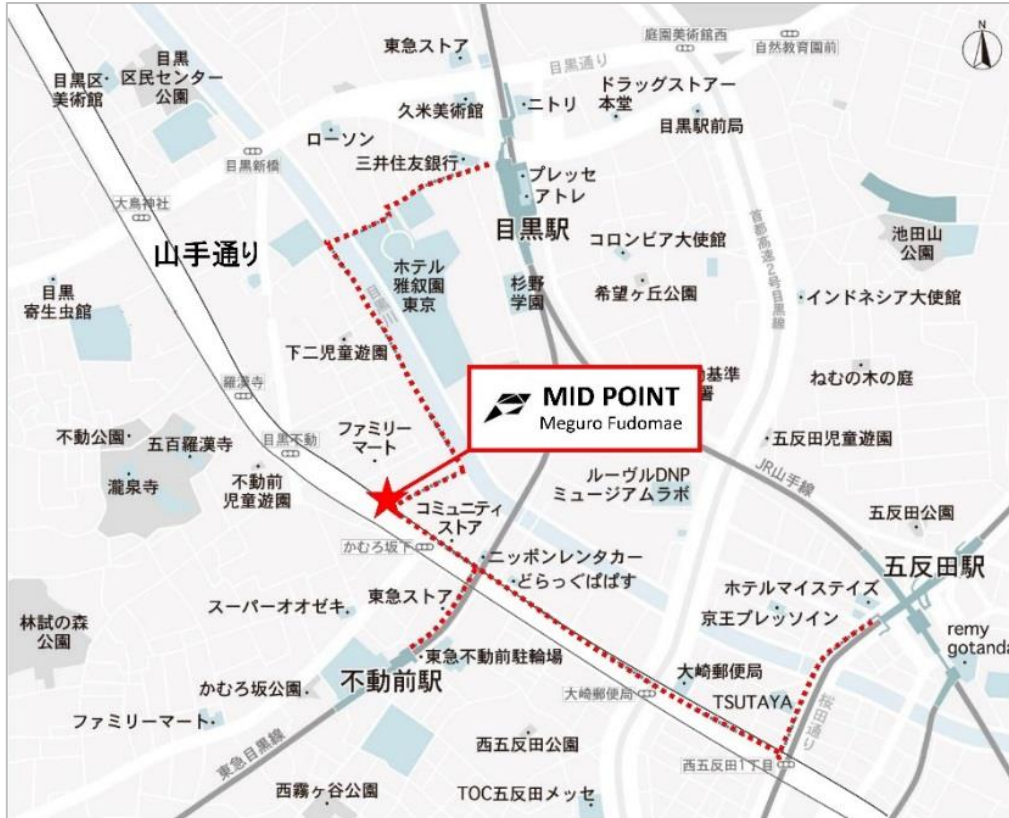 N
東急ストア
庭園美術館西
自然教育園前
目黒通り
目黒
区民センター
公園
目黒区
美術館
久米美術館
ニトリ
ドラッグストアー
本堂
目黒駅前局
ローソン
三井住友銀行
目黒新橋
プレッセ
アトレ
大鳥神社
目黒駅
首都高速2号目黒線
池田山
公園
山手通り
コロンビア大使館
ホテル
雅叙園
東京
目黒川
杉野
学園
希望ヶ丘公園
インドネシア大使館
目黒
寄生虫館
下二児童遊園
羅漢寺
MID POINT
Meguro Fudomae
基準
署
ねむの木の庭
不動公園
五百羅漢寺
目黒不動
ファミリー
マート
五反田児童遊園
瀧泉寺
不動前
児童遊園
ルーヴルDNP
ミュージアムラボ
JR山手線
コミュニティ
ストア
五反田公園
かむろ坂下
ニッポンレンタカー
五反田駅
どらっぐぱぱす
ホテルマイステイズ
スーパーオオゼキ
東急ストア
京王プレッソイン
林試の森
公園
remy
gotanda
東急不動前駐輪場
不動前駅
大崎郵便局
かむろ坂公園
大崎郵便局
TSUTAYA
桜田通り
ファミリーマート
東急目黒線
西五反田公園
西五反田1丁目
西霧ヶ谷公園
TOC五反田メッセ